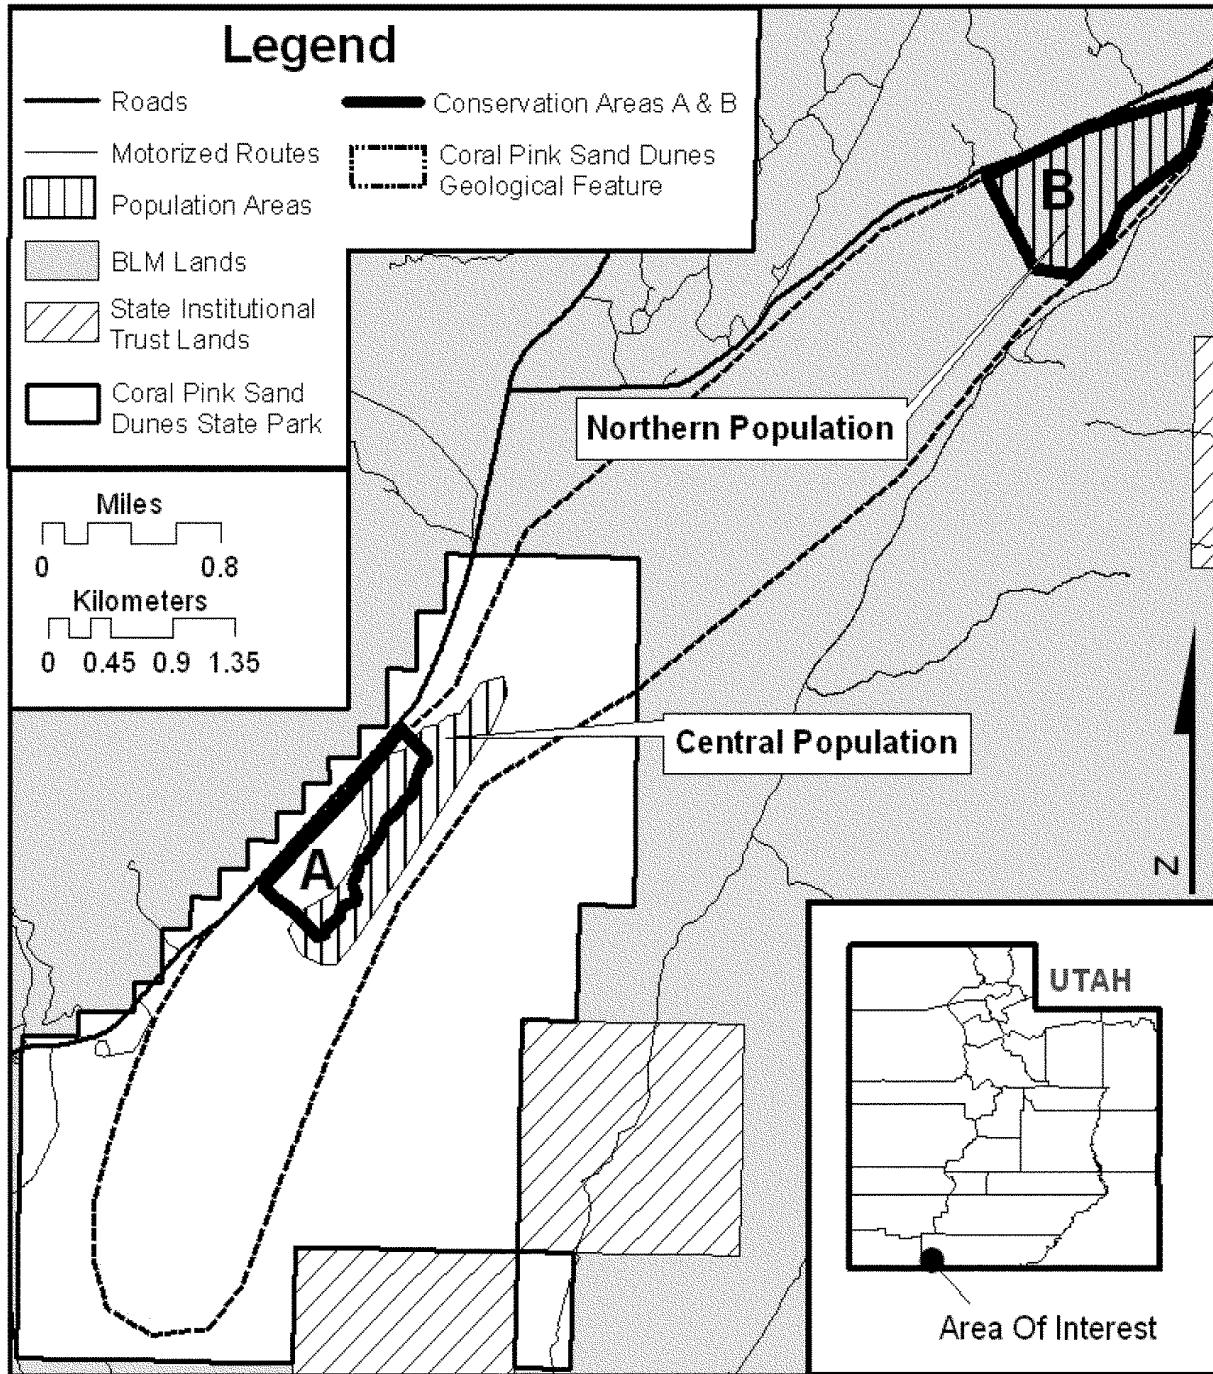 Legend
Roads
Conservation Areas A & B
Motorized Routes
Coral Pink Sand Dunes
Geological Feature
Population Areas
BLM Lands
State Institutional
Trust Lands
Coral Pink Sand
Dunes State Park
Miles
0 0.8
Kilometers
0 0.45 0.9 1.35
B
Northern Population
Central Population
A
N
UTAH
Area Of Interest